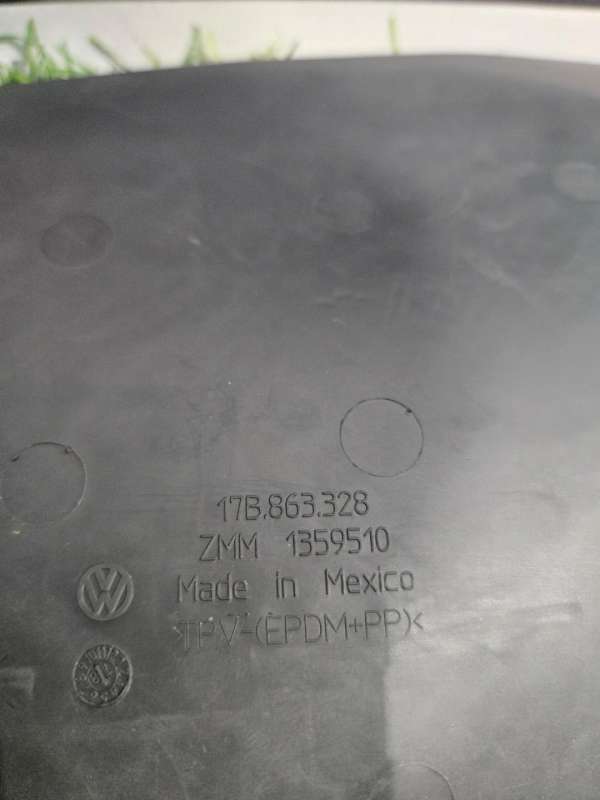 17B.863.328
ZMM 1359510
Made in Mexico
>TPV-(EPDM+PP)<